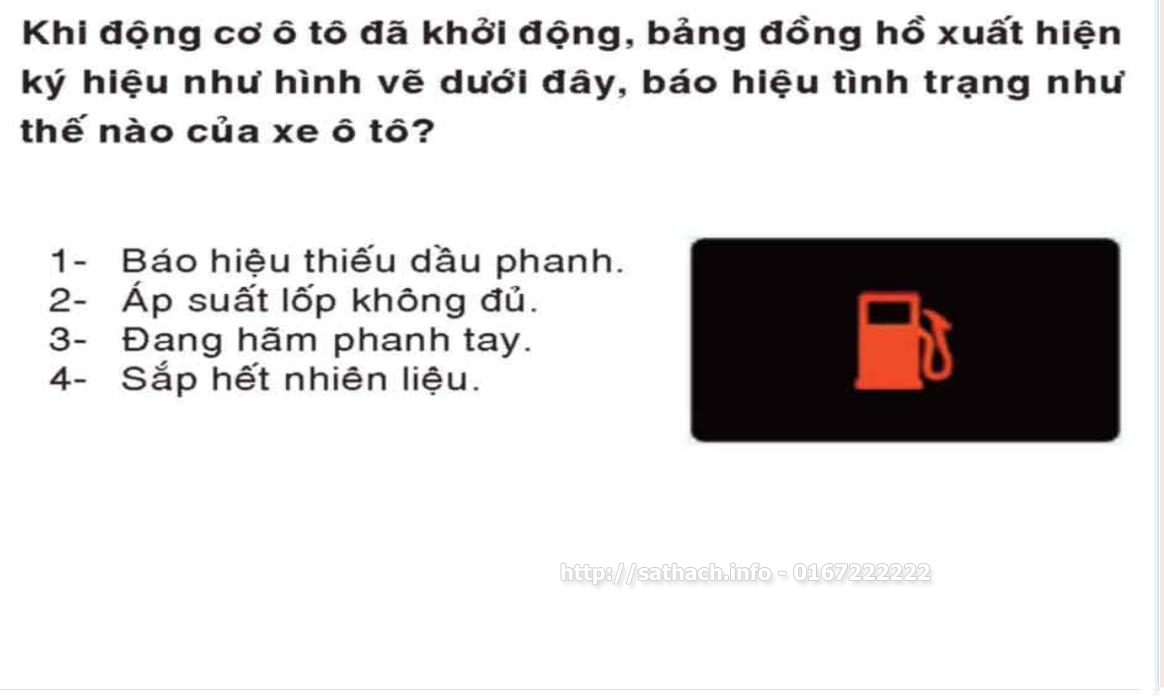 Khi động cơ ô tô đã khởi động, bảng đồng hồ xuất hiện
ký hiệu như hình vẽ dưới đây, báo hiệu tình trạng như
thế nào của xe ô tô?
1- Báo hiệu thiếu dầu phanh.
2- Áp suất lốp không đủ.
3- Đang hãm phanh tay.
4- Sắp hết nhiên liệu.
http://sathach.info - 0167222222